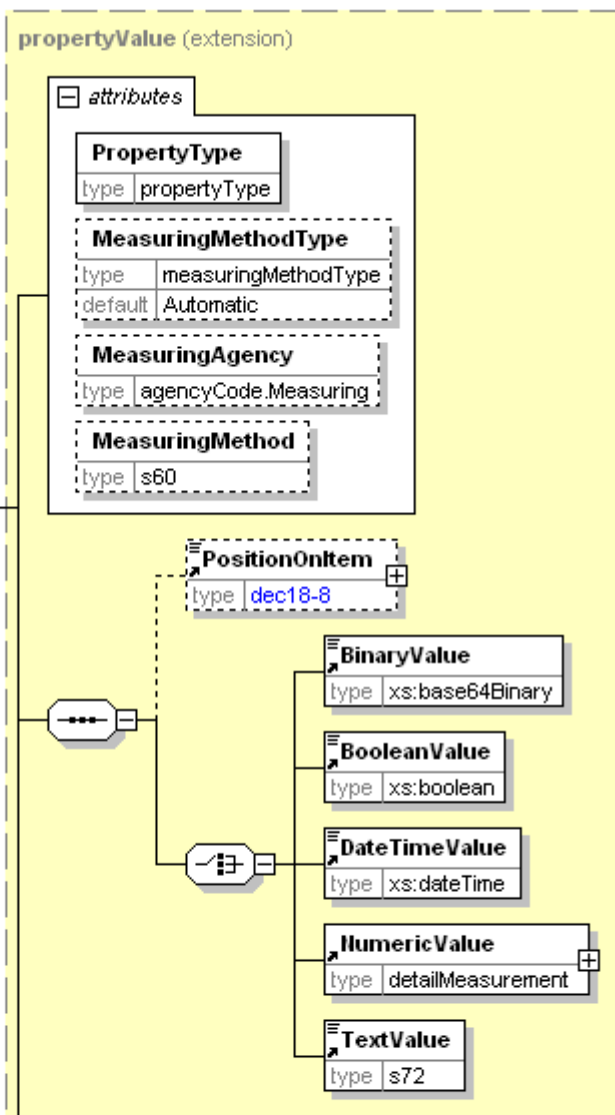 propertyValue (extension)
attributes
PropertyType
type propertyType
MeasuringMethodType
type measuringMethodType
default Automatic
MeasuringAgency
type agencyCode.Measuring
MeasuringMethod
type s60
PositionOnItem
type dec18-8
BinaryValue
type xs:base64Binary
BooleanValue
type xs:boolean
DateTimeValue
type xs:dateTime
NumericValue
type detailMeasurement
TextValue
type s72